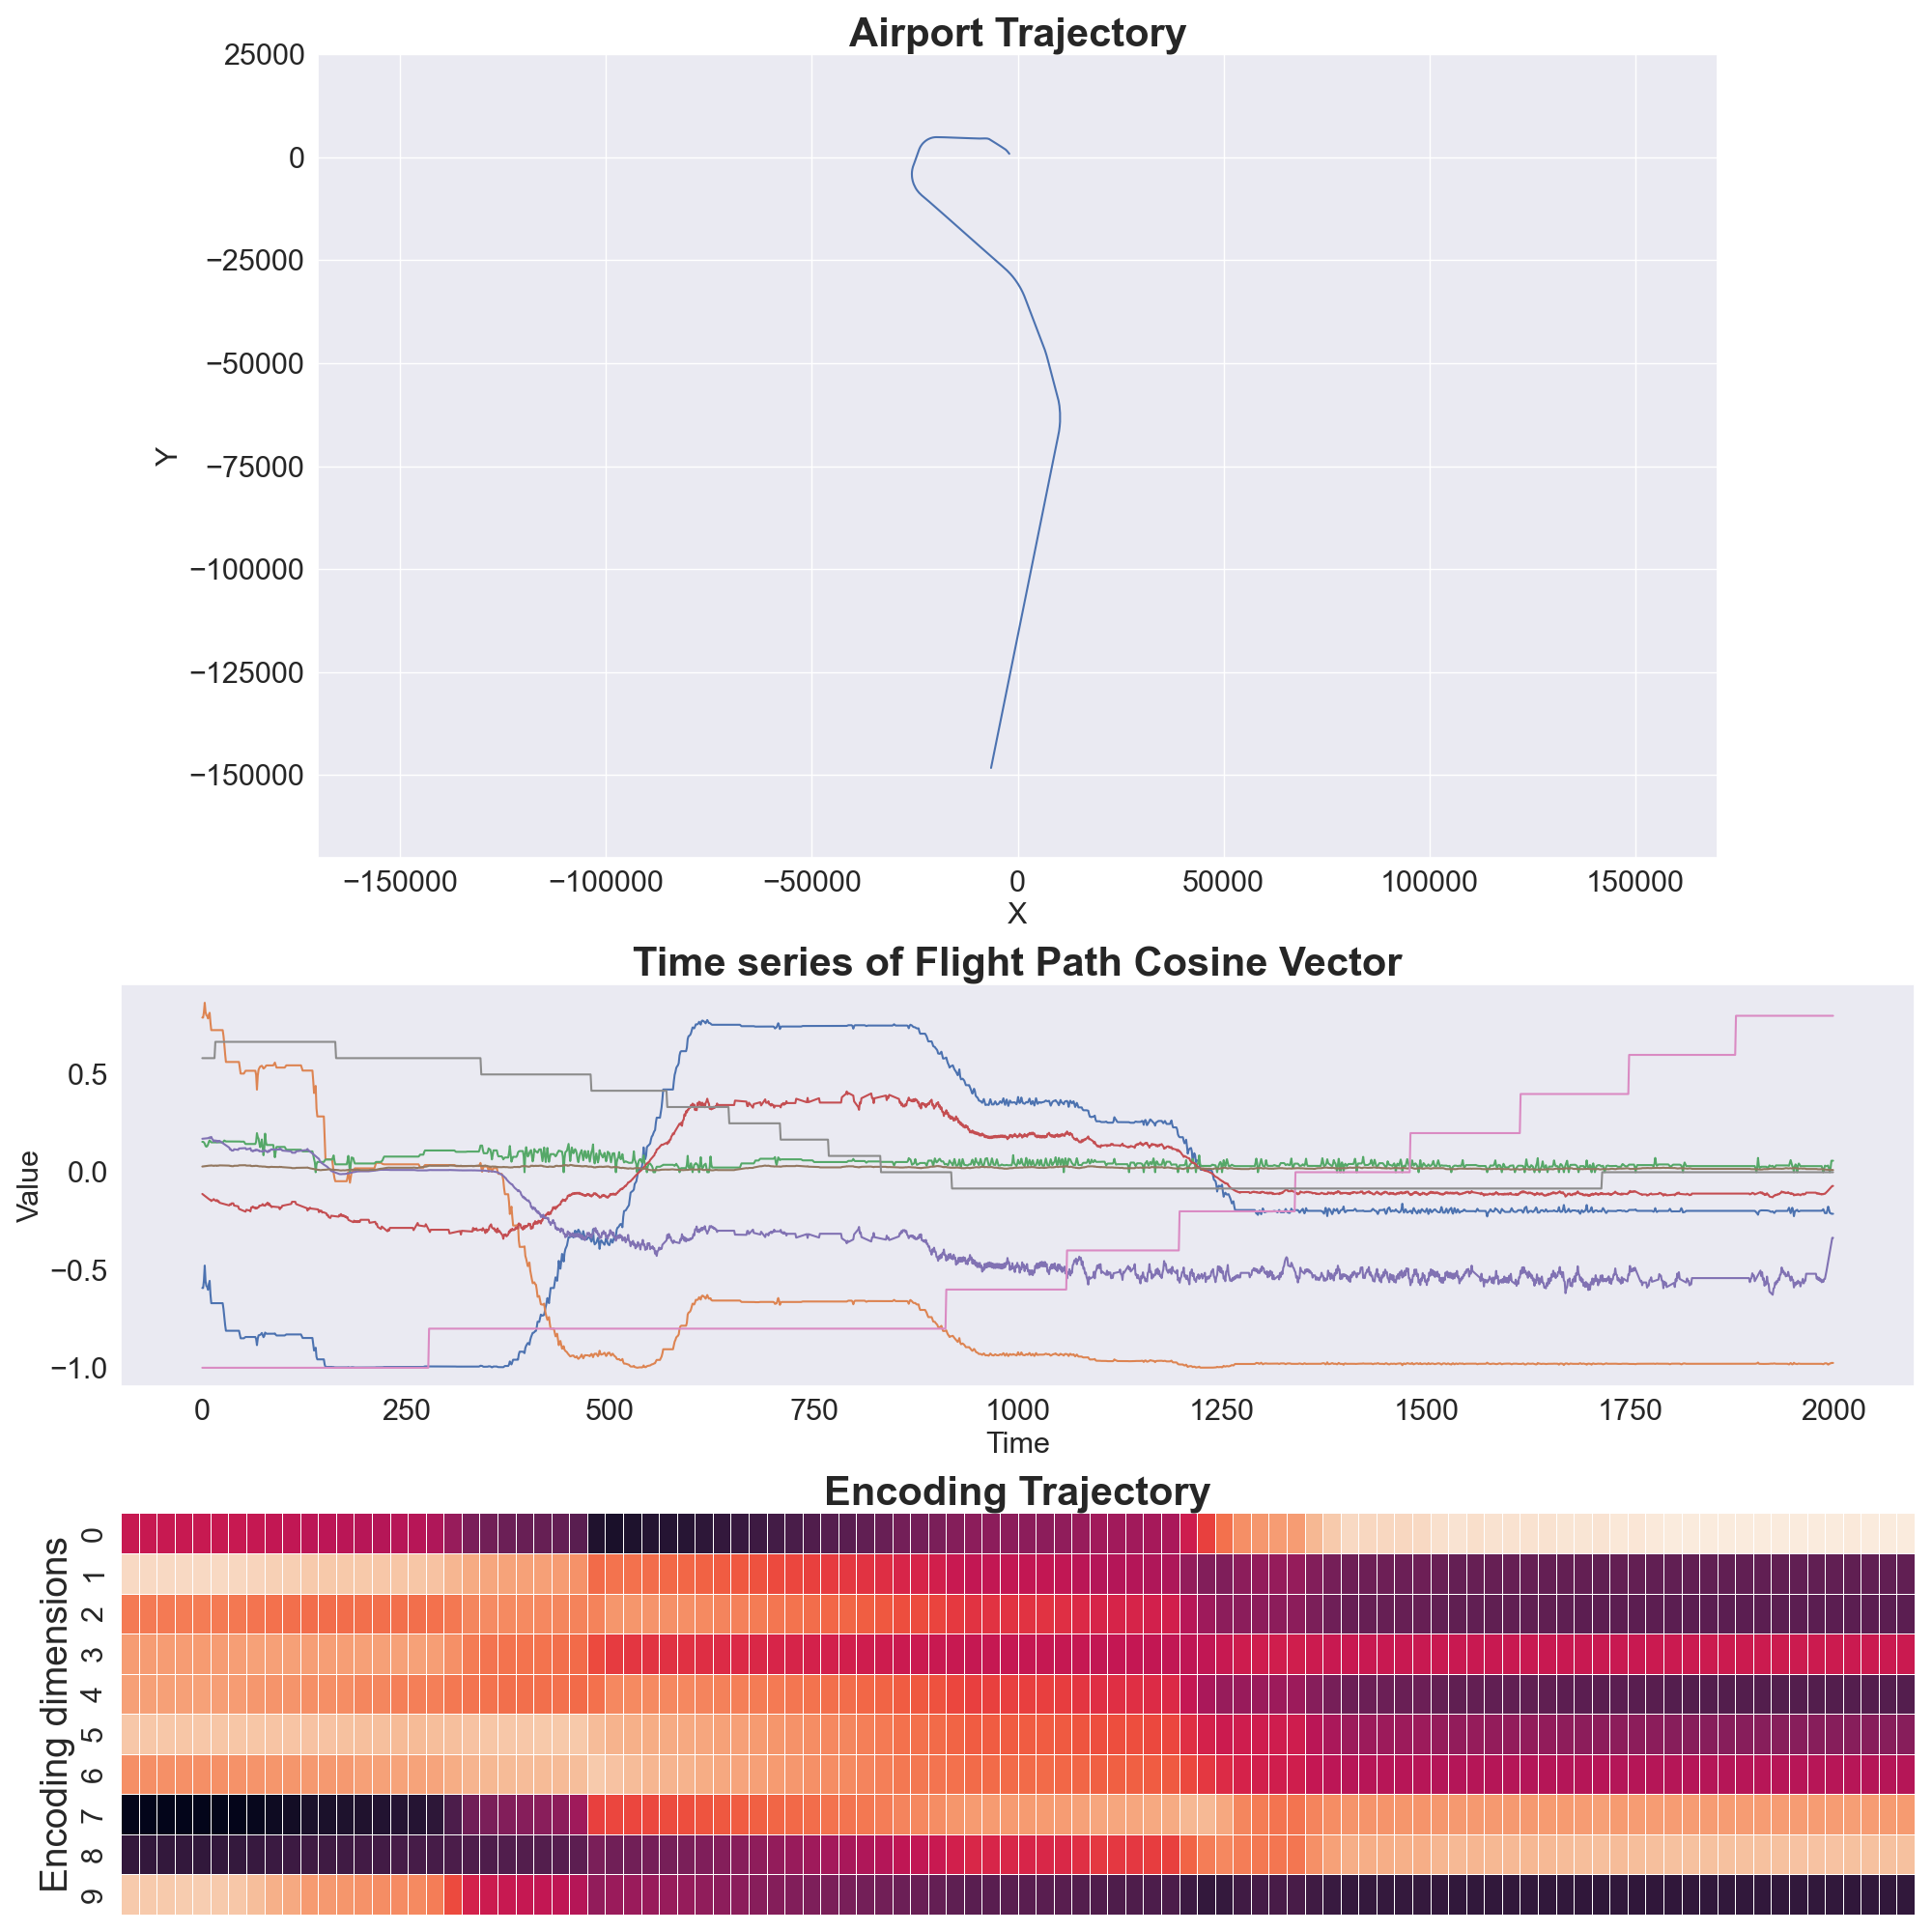 Airport Trajectory
25000
0
−25000
−50000
−75000
−100000
−125000
−150000
Y
−150000 −100000 −50000 0 50000 100000 150000
X
Time series of Flight Path Cosine Vector
0.5
0.0
−0.5
−1.0
Value
0 250 500 750 1000 1250 1500 1750 2000
Time
Encoding Trajectory
0
1
2
3
4
5
6
7
8
9
Encoding dimensions